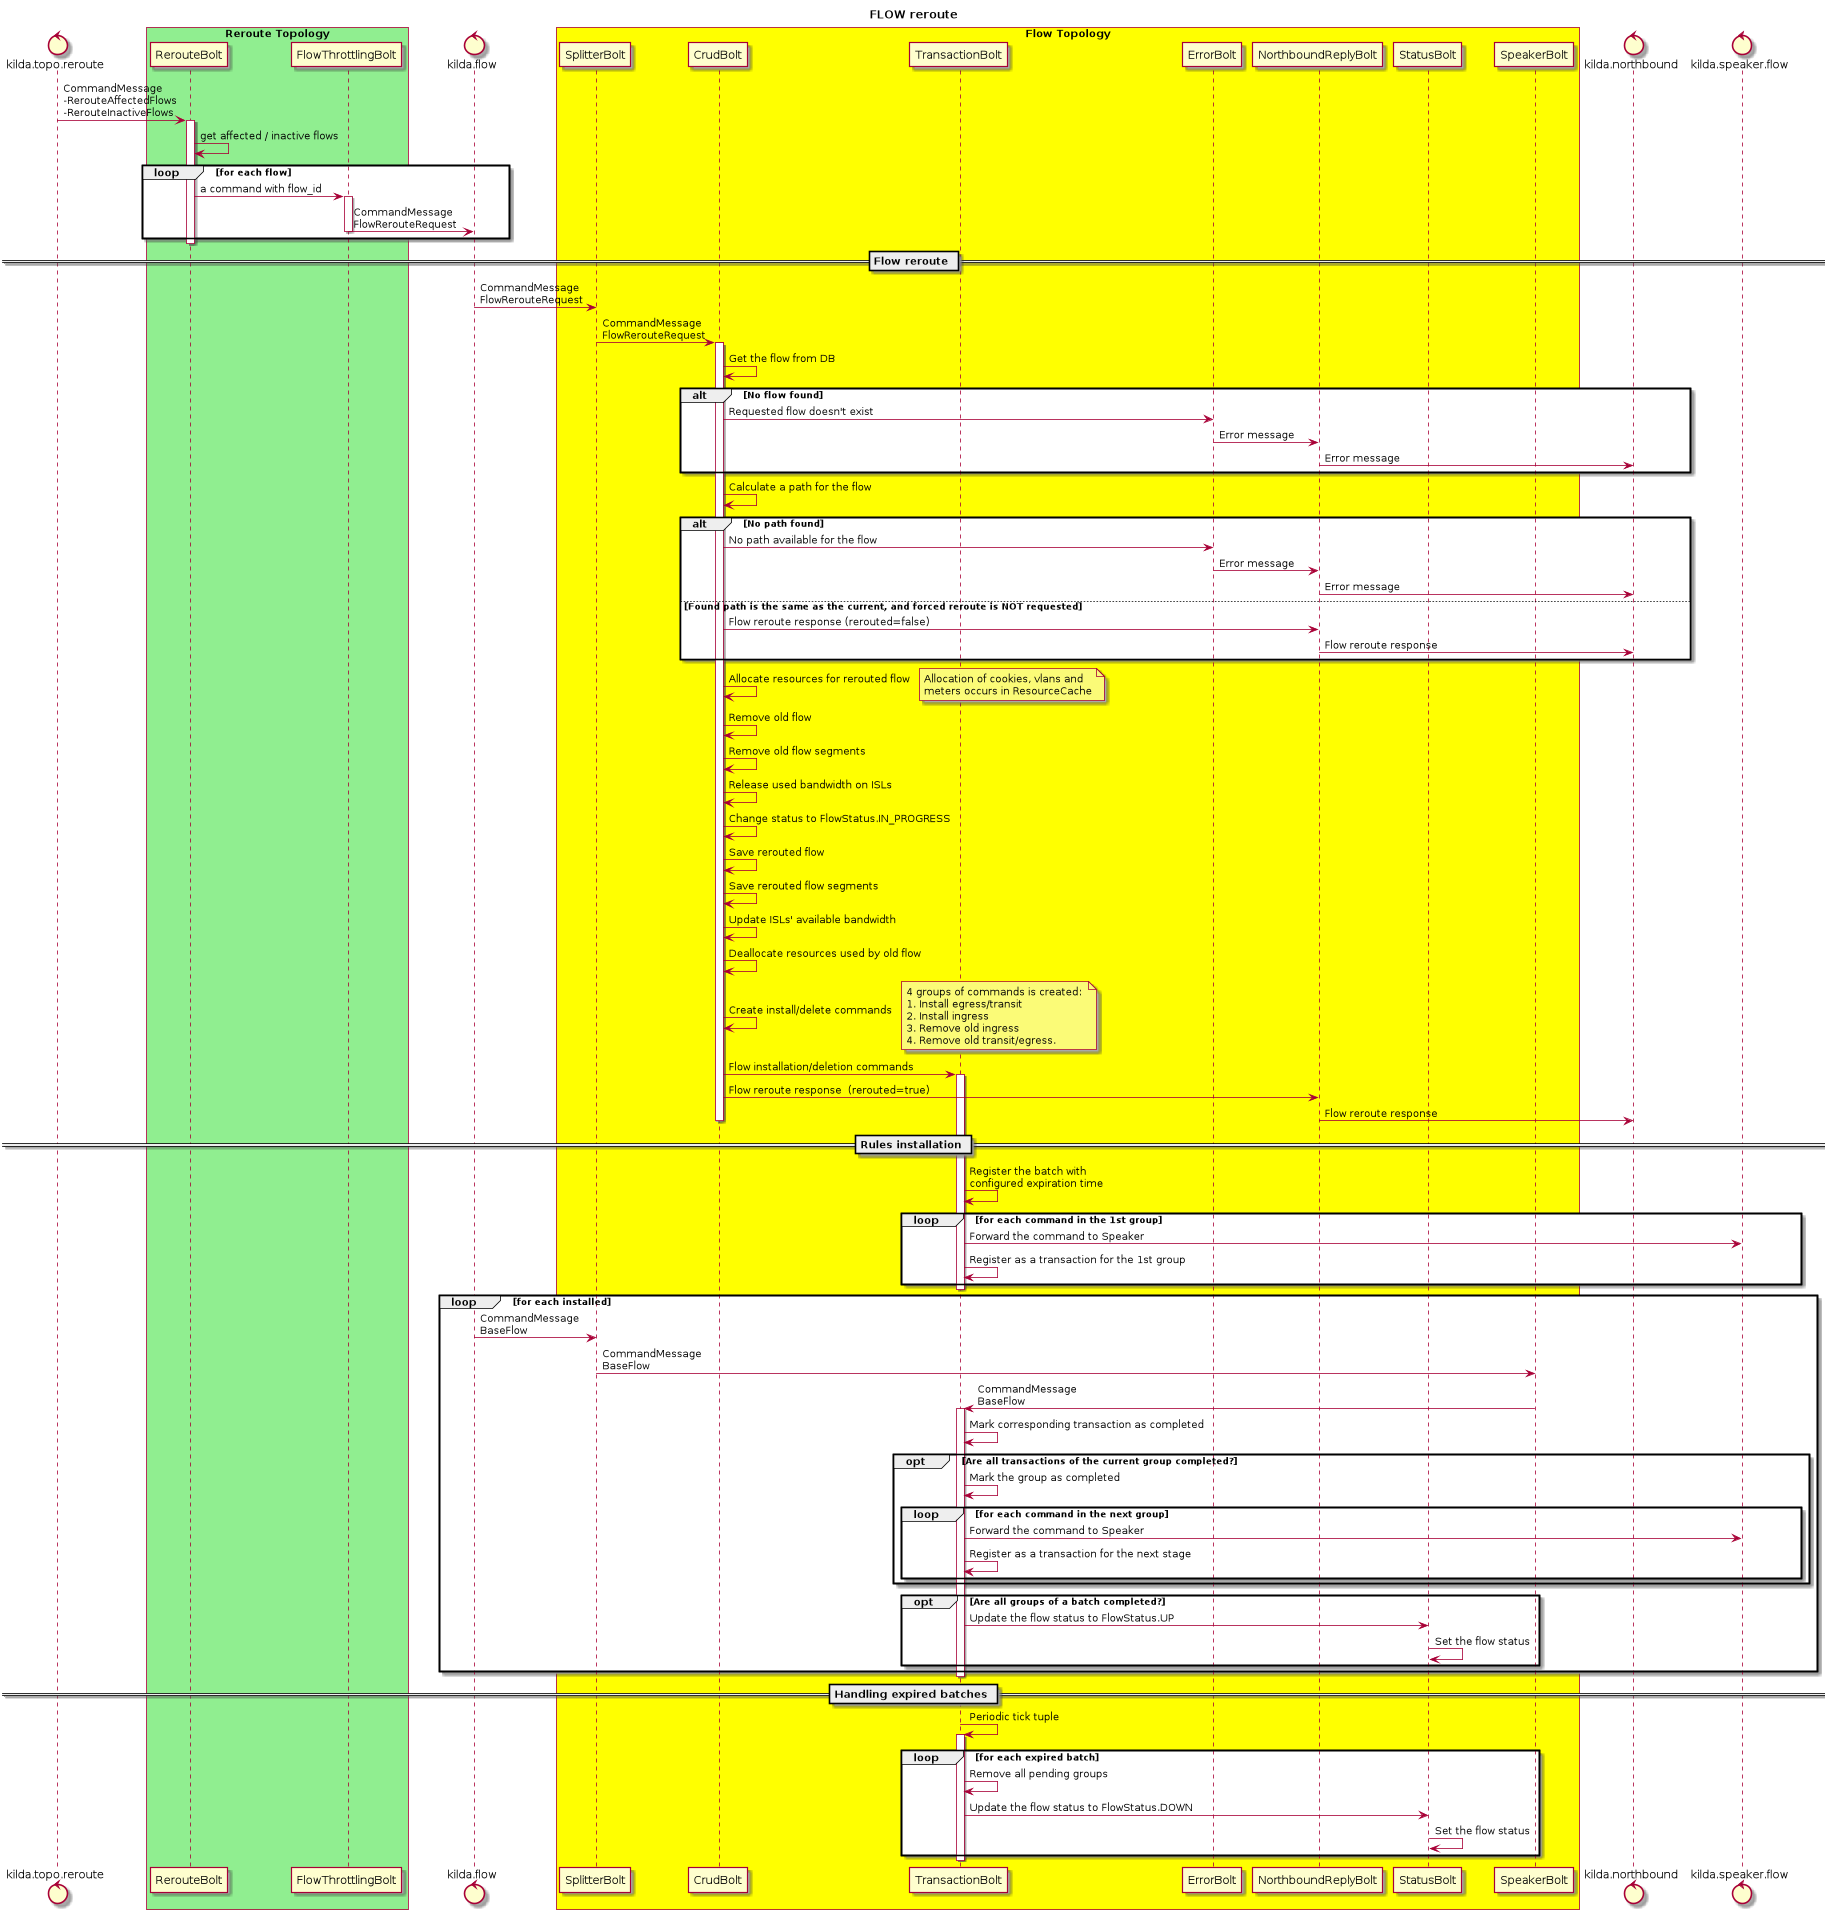 FLOW reroute
Reroute Topology
Flow Topology
kilda.topo.reroute
RerouteBolt
FlowThrottlingBolt
kilda.flow
SplitterBolt
CrudBolt
TransactionBolt
ErrorBolt
NorthboundReplyBolt
StatusBolt
SpeakerBolt
kilda.northbound
kilda.speaker.flow
CommandMessage
-RerouteAffectedFlows
-RerouteInactiveFlows
get affected / inactive flows
loop
[for each flow]
a command with flow_id
CommandMessage
FlowRerouteRequest
Flow reroute
CommandMessage
FlowRerouteRequest
CommandMessage
FlowRerouteRequest
Get the flow from DB
alt
[No flow found]
Requested flow doesn't exist
Error message
Error message
Calculate a path for the flow
alt
[No path found]
No path available for the flow
Error message
Error message
[Found path is the same as the current, and forced reroute is NOT requested]
Flow reroute response (rerouted=false)
Flow reroute response
Allocate resources for rerouted flow
Allocation of cookies, vlans and
meters occurs in ResourceCache
Remove old flow
Remove old flow segments
Release used bandwidth on ISLs
Change status to FlowStatus.IN_PROGRESS
Save rerouted flow
Save rerouted flow segments
Update ISLs' available bandwidth
Deallocate resources used by old flow
Create install/delete commands
4 groups of commands is created:
1. Install egress/transit
2. Install ingress
3. Remove old ingress
4. Remove old transit/egress.
Flow installation/deletion commands
Flow reroute response  (rerouted=true)
Flow reroute response
Rules installation
Register the batch with
configured expiration time
loop
[for each command in the 1st group]
Forward the command to Speaker
Register as a transaction for the 1st group
loop
[for each installed]
CommandMessage
BaseFlow
CommandMessage
BaseFlow
CommandMessage
BaseFlow
Mark corresponding transaction as completed
opt
[Are all transactions of the current group completed?]
Mark the group as completed
loop
[for each command in the next group]
Forward the command to Speaker
Register as a transaction for the next stage
opt
[Are all groups of a batch completed?]
Update the flow status to FlowStatus.UP
Set the flow status
Handling expired batches
Periodic tick tuple
loop
[for each expired batch]
Remove all pending groups
Update the flow status to FlowStatus.DOWN
Set the flow status
kilda.topo.reroute
RerouteBolt
FlowThrottlingBolt
kilda.flow
SplitterBolt
CrudBolt
TransactionBolt
ErrorBolt
NorthboundReplyBolt
StatusBolt
SpeakerBolt
kilda.northbound
kilda.speaker.flow